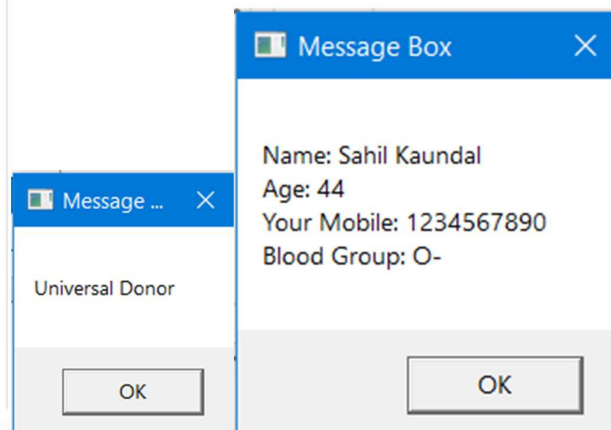 Message ...
Universal Donor
OK
Message Box
Name: Sahil Kaundal
Age: 44
Your Mobile: 1234567890
Blood Group: O-
OK